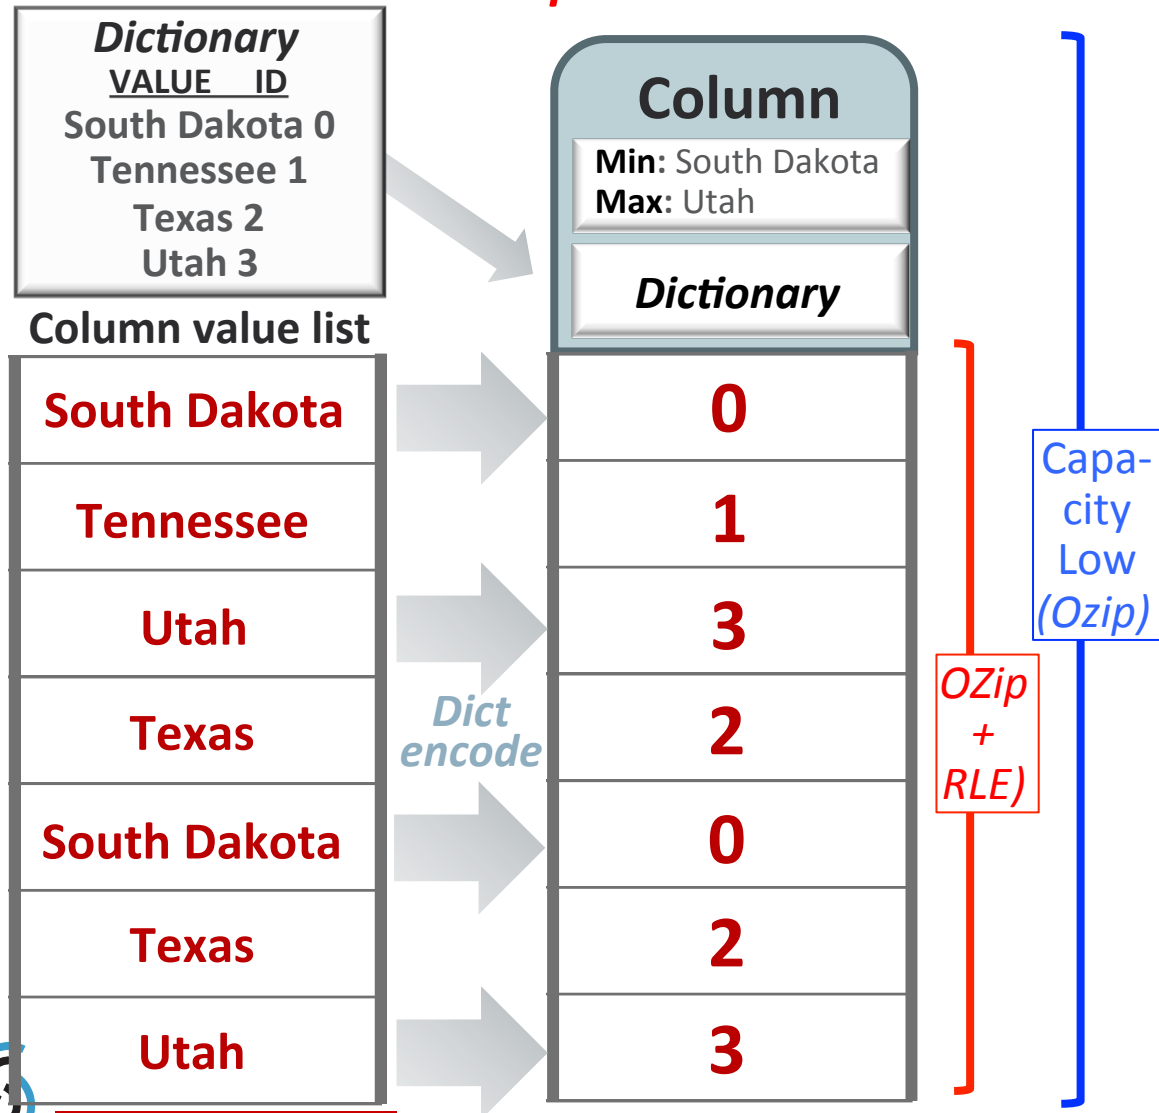 Dictionary
VALUE ID
South Dakota 0
Tennessee 1
Texas 2
Utah 3
Column value list
South Dakota
Tennessee
Utah
Texas
South Dakota
Texas
Utah
Dict
encode
Column
Min: South Dakota
Max: Utah
Dictionary
0
1
3
2
0
2
3
OZip
+
RLE)
Capa-
city
Low
(Ozip)